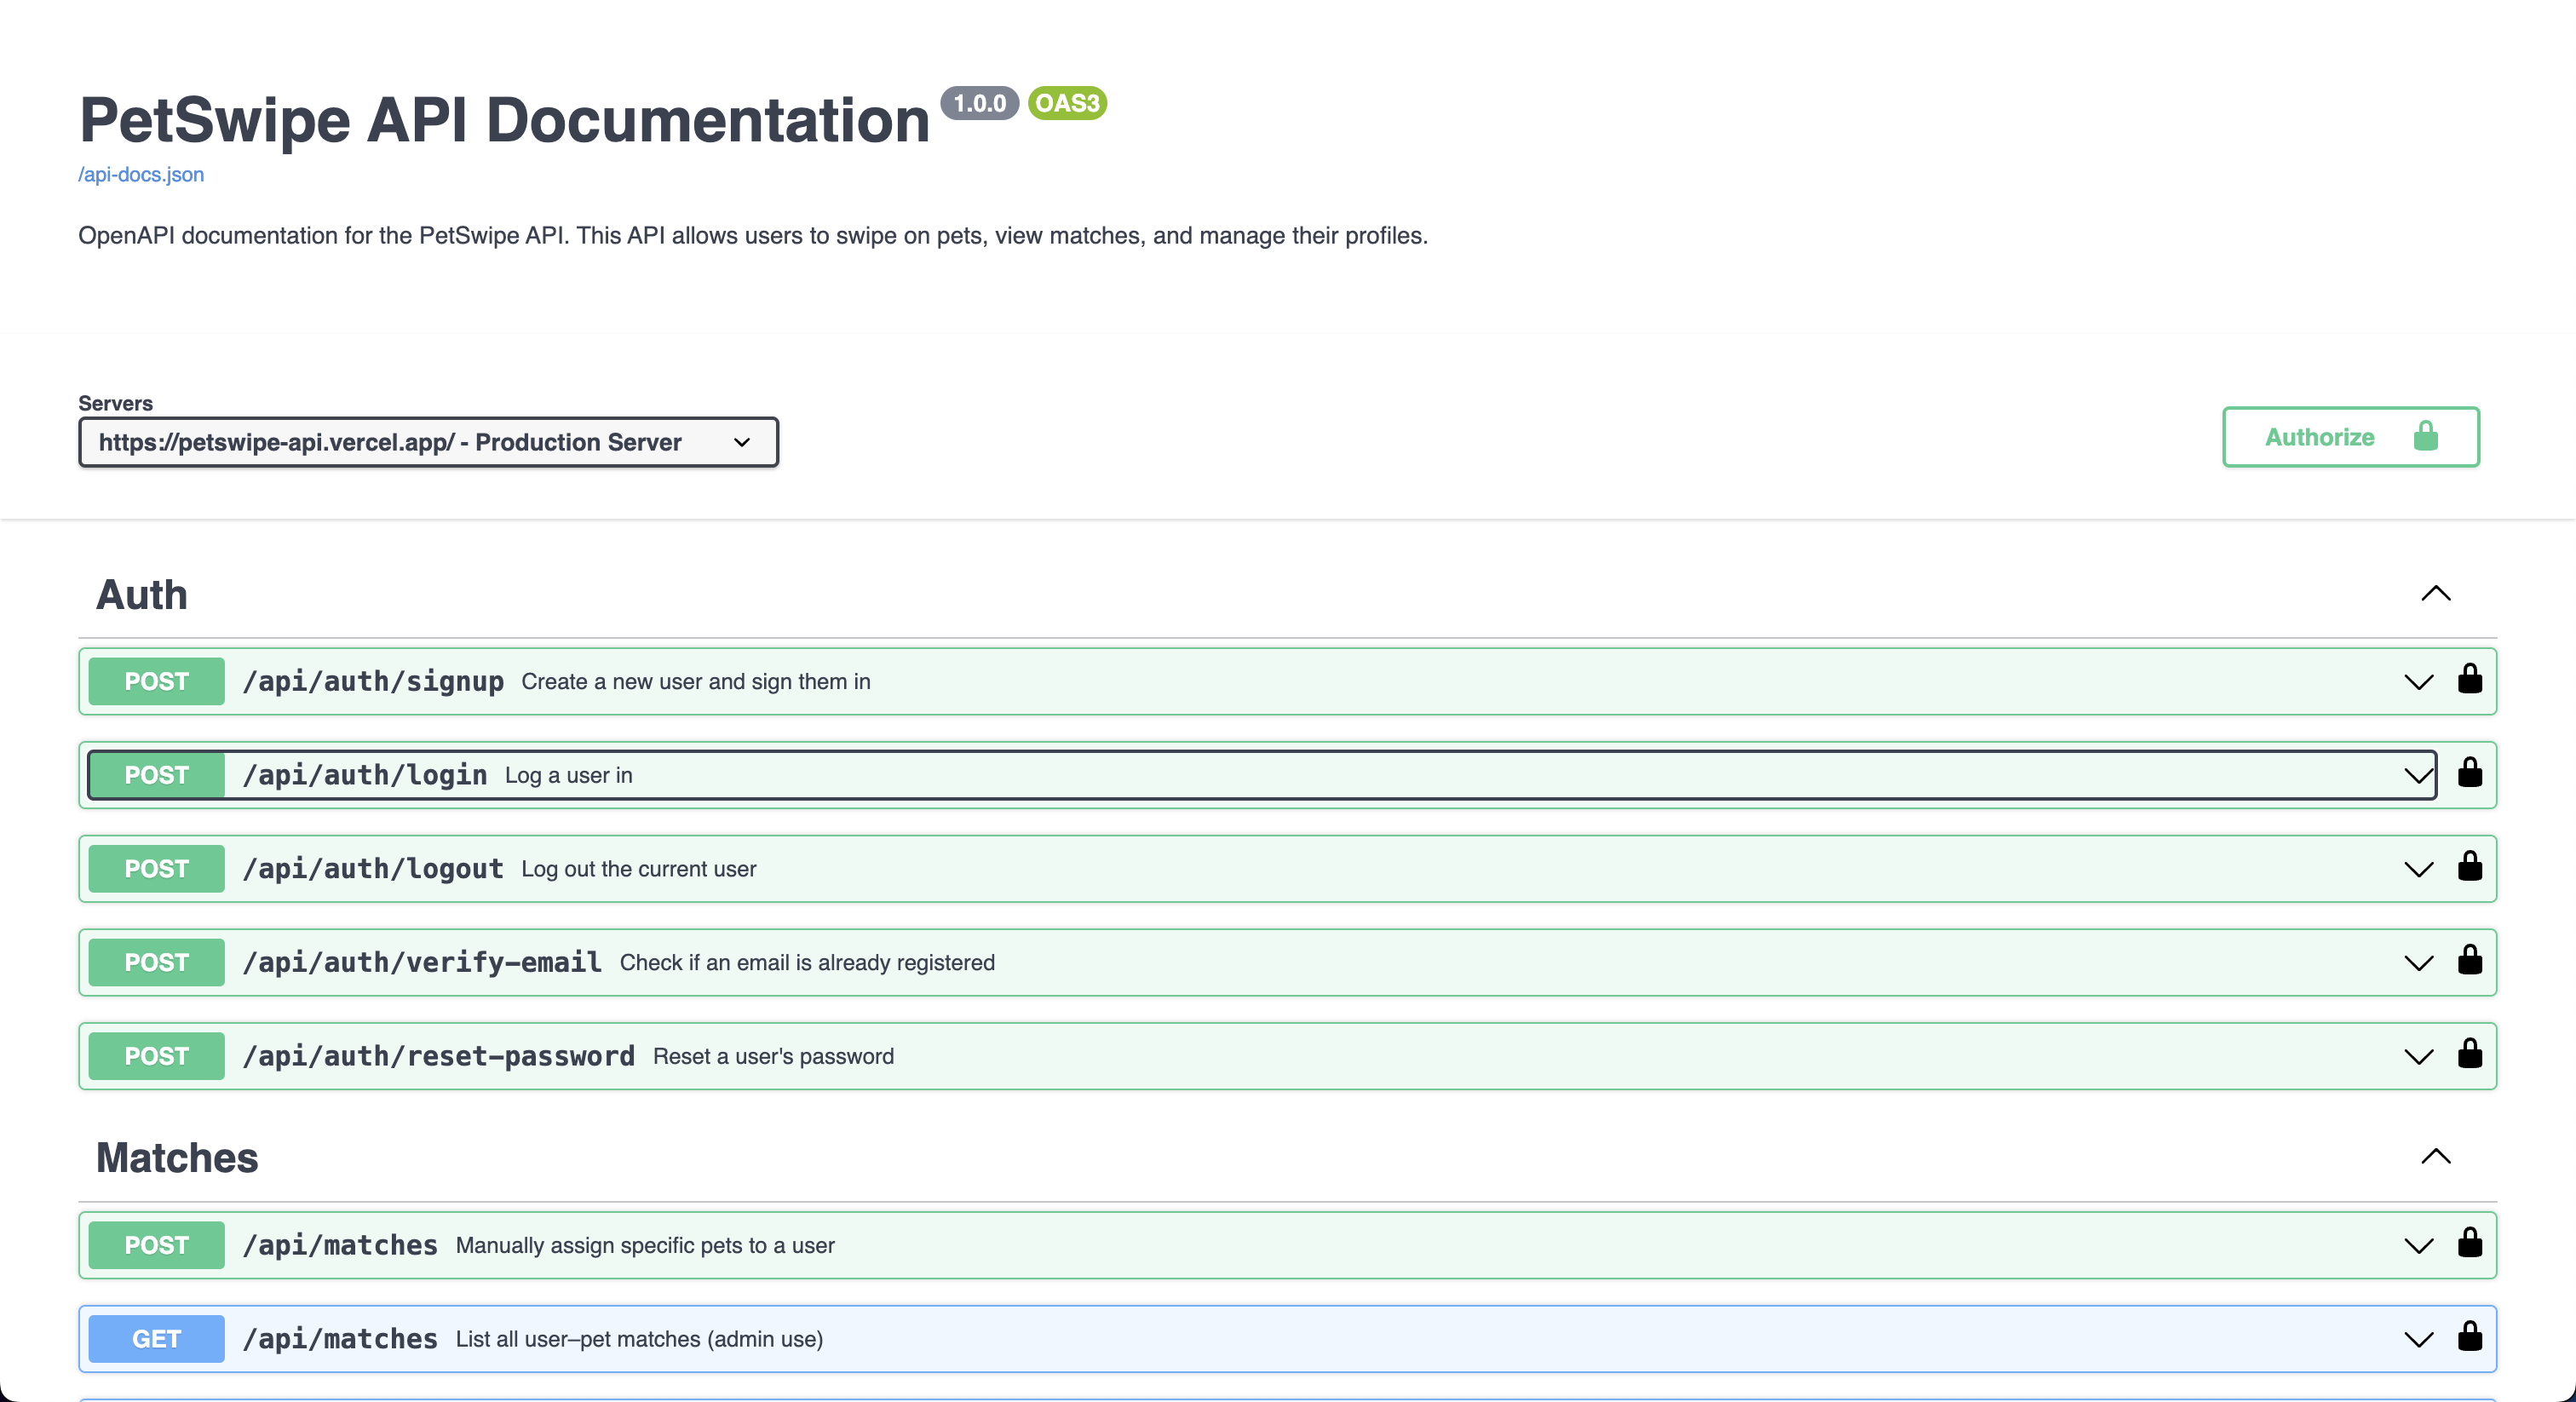 PetSwipe API Documentation 1.0.0 OAS3
/api-docs.json
OpenAPI documentation for the PetSwipe API. This API allows users to swipe on pets, view matches, and manage their profiles.
Servers
https://petswipe-api.vercel.app/ - Production Server
Authorize
Auth
POST /api/auth/signup Create a new user and sign them in
POST /api/auth/login Log a user in
POST /api/auth/logout Log out the current user
POST /api/auth/verify-email Check if an email is already registered
POST /api/auth/reset-password Reset a user's password
Matches
POST /api/matches Manually assign specific pets to a user
GET /api/matches List all user–pet matches (admin use)